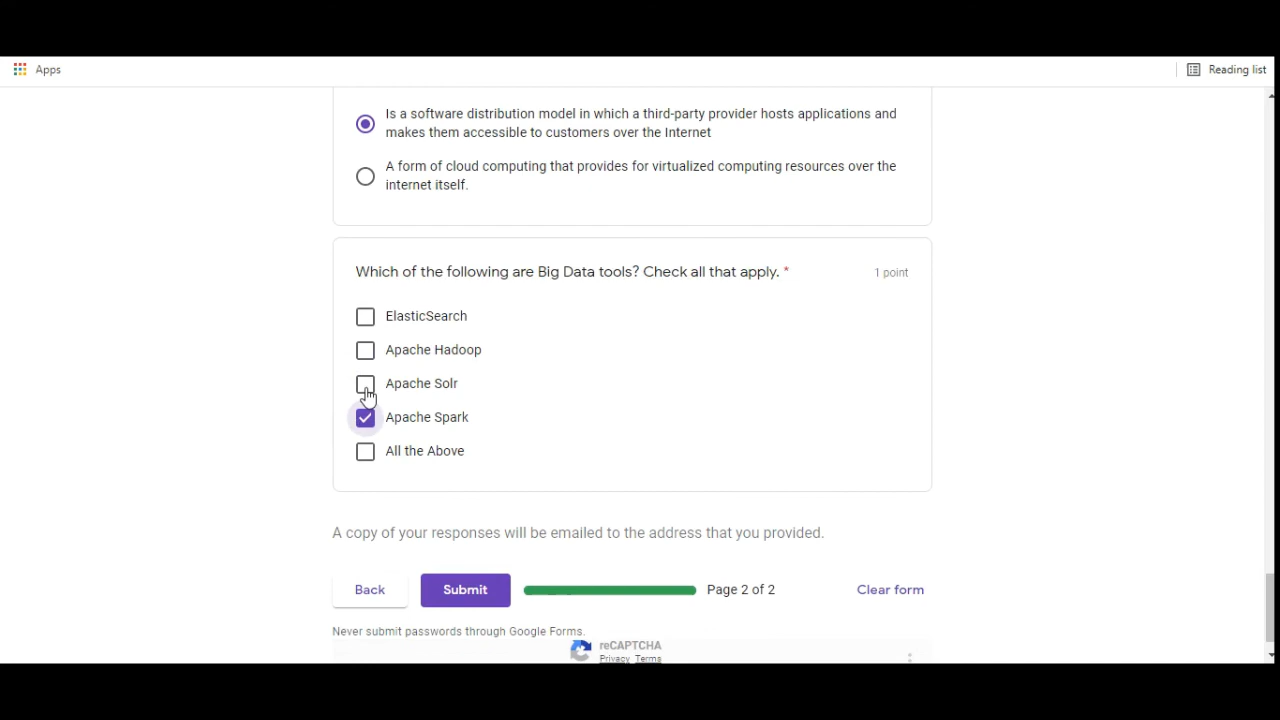 Apps
Reading list
Is a software distribution model in which a third-party provider hosts applications and
makes them accessible to customers over the Internet
A form of cloud computing that provides for virtualized computing resources over the
internet itself.
Which of the following are Big Data tools? Check all that apply. *
1 point
ElasticSearch
Apache Hadoop
Apache Solr
Apache Spark
All the Above
A copy of your responses will be emailed to the address that you provided.
Back
Submit
Page 2 of 2
Clear form
Never submit passwords through Google Forms.
reCAPTCHA
Privacy Terms